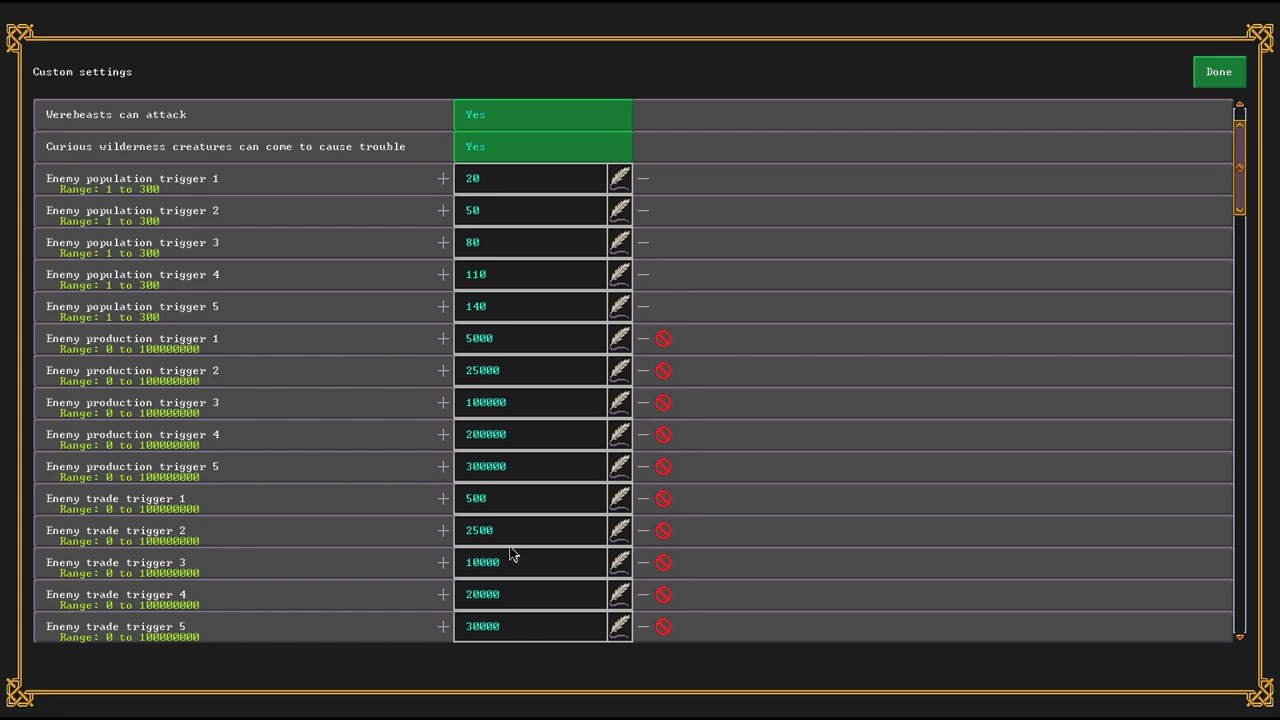 Custom settings
Done
Werebeasts can attack Yes
Curious wilderness creatures can come to cause trouble Yes
Enemy population trigger 1 20
Range: 1 to 300
Enemy population trigger 2 50
Range: 1 to 300
Enemy population trigger 3 80
Range: 1 to 300
Enemy population trigger 4 110
Range: 1 to 300
Enemy population trigger 5 140
Range: 1 to 300
Enemy production trigger 1 5000
Range: 0 to 100000000
Enemy production trigger 2 25000
Range: 0 to 100000000
Enemy production trigger 3 100000
Range: 0 to 100000000
Enemy production trigger 4 200000
Range: 0 to 100000000
Enemy production trigger 5 300000
Range: 0 to 100000000
Enemy trade trigger 1 500
Range: 0 to 100000000
Enemy trade trigger 2 2500
Range: 0 to 100000000
Enemy trade trigger 3 10000
Range: 0 to 100000000
Enemy trade trigger 4 20000
Range: 0 to 100000000
Enemy trade trigger 5 30000
Range: 0 to 100000000